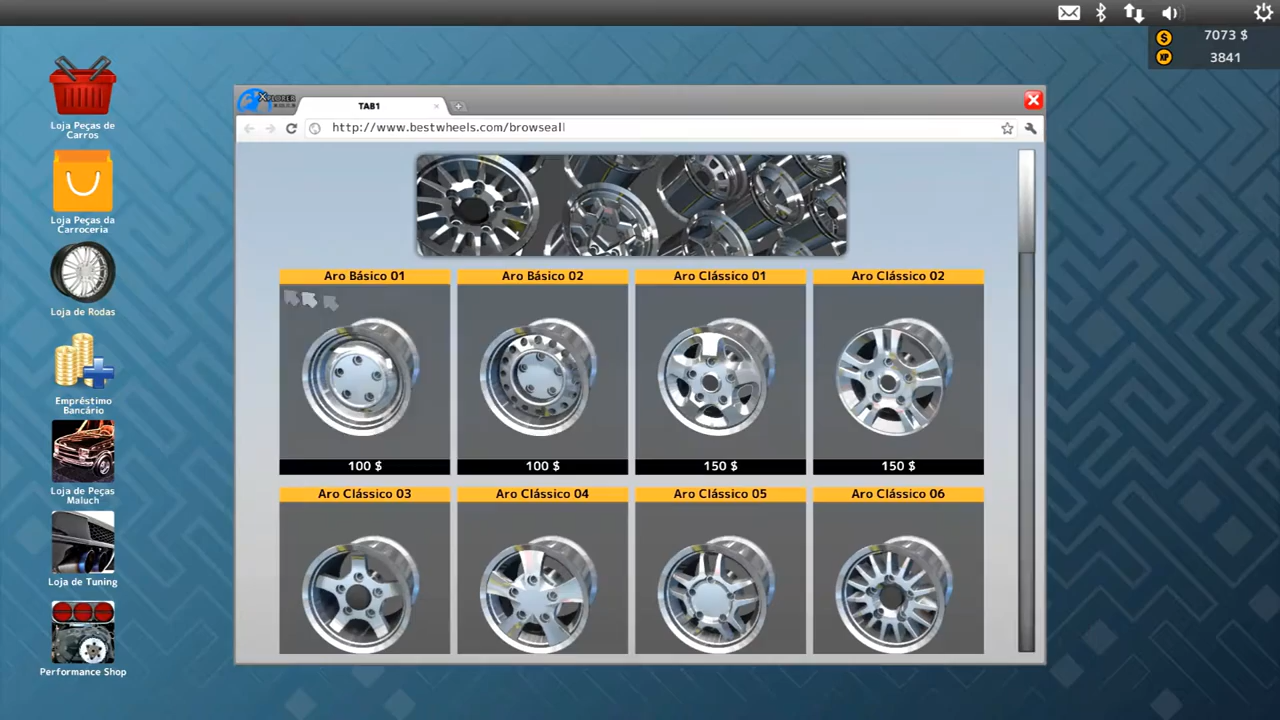 7073 $
3841
Loja Peças de
Carros
Loja Peças da
Carroceria
Loja de Rodas
Empréstimo
Bancário
Loja de Peças
Maluch
Loja de Tuning
Performance Shop
XPLORER
TAB1
http://www.bestwheels.com/browseall
Aro Básico 01
Aro Básico 02
Aro Clássico 01
Aro Clássico 02
100 $
100 $
150 $
150 $
Aro Clássico 03
Aro Clássico 04
Aro Clássico 05
Aro Clássico 06